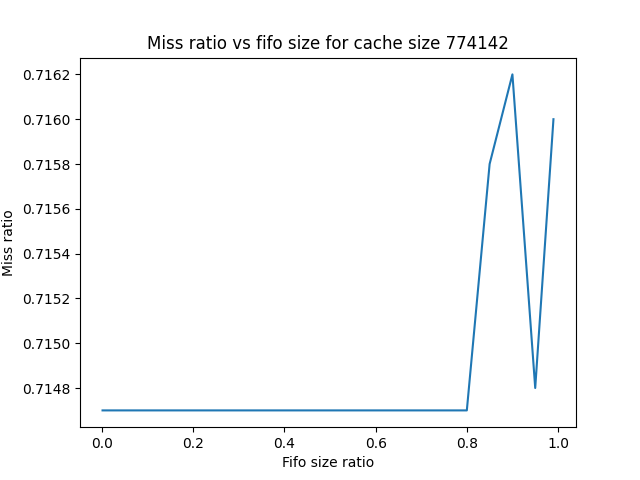 Miss ratio vs fifo size for cache size 774142
0.7162
0.7160
0.7158
0.7156
0.7154
0.7152
0.7150
0.7148
Miss ratio
0.0 0.2 0.4 0.6 0.8 1.0
Fifo size ratio